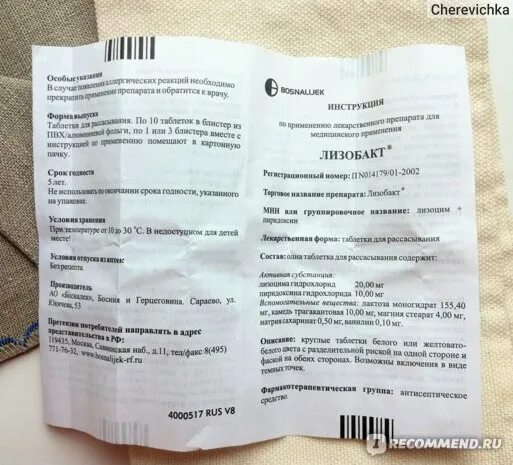 Cherevichka
Особые указания
В случае появления аллергических реакций необходимо
прекратить применение препарата и обратится к врачу.
Форма выпуска
Таблетки для рассасывания. По 10 таблеток в блистер из
ПВХ/алюминиевой фольги, по 1 или 3 блистера вместе с
инструкцией по применению помещают в картонную
пачку.
Срок годности
5 лет.
Не использовать по окончании срока годности, указанного
на упаковке.
Условия хранения
При температуре от 10 до 30 °С. В недоступном для детей
месте!
Условия отпуска из аптек
Без рецепта.
Производитель
АО «Босналек», Босния и Герцеговина. Сараево, ул.
Юкичева, 53.
Претензии потребителей направлять в адрес
представительства в РФ:
119435, Москва, Саввинская наб., д.11, тел/факс 8(495)
771-76-32, www.bosnalijek-rf.ru
4000517 RUS V8
BOSNALIJEK
ИНСТРУКЦИЯ
по применению лекарственного препарата для
медицинского применения
ЛИЗОБАКТ®
Регистрационный номер: П N014179/01-2002
Торговое название препарата: Лизобакт®
МНН или группировочное название: лизоцим +
пиридоксин
Лекарственная форма: таблетки для рассасывания
Состав: одна таблетка для рассасывания содержит:
Активная субстанция:
лизоцима гидрохлорид 20,00 мг
пиридоксина гидрохлорида 10,00 мг
Вспомогательные вещества: лактоза моногидрат 155,40
мг, камедь трагакантовая 10,00 мг, магния стеарат 4,00 мг,
натрия сахаринат 0,50 мг, ванилин 0,10 мг.
Описание: круглые таблетки белого или желтовато-
белого цвета с разделительной риской на одной стороне и
фаской на обеих сторонах. Возможны включения в виде
темных точек.
Фармакотерапевтическая группа: антисептическое
средство.
RECOMMEND.RU